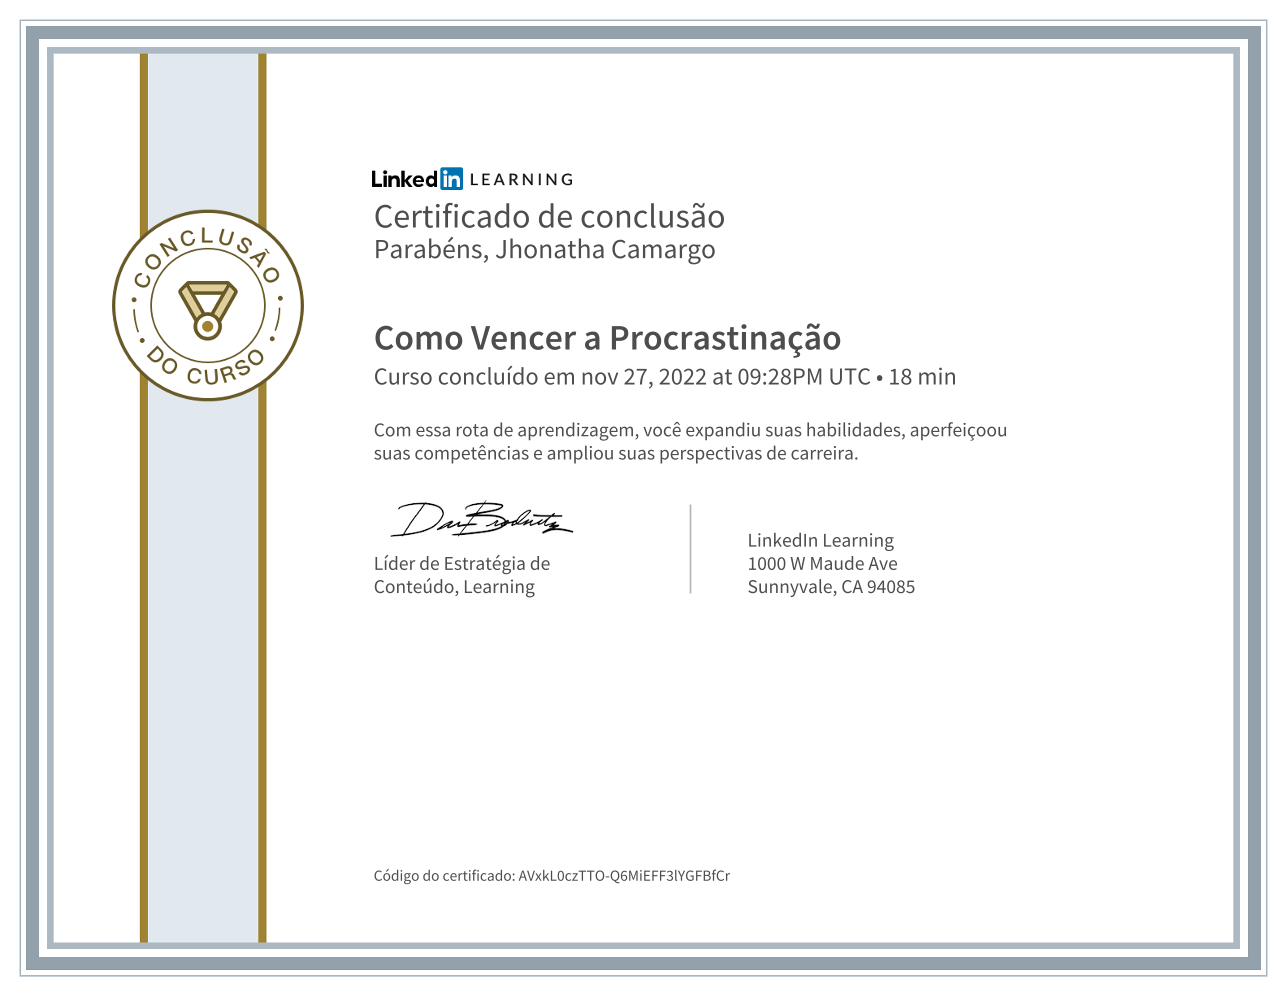 LinkedIn LEARNING
Certificado de conclusão
Parabéns, Jhonatha Camargo
CONCLUSÃO
DO CURSO
Como Vencer a Procrastinação
Curso concluído em nov 27, 2022 at 09:28PM UTC • 18 min
Com essa rota de aprendizagem, você expandiu suas habilidades, aperfeiçoou
suas competências e ampliou suas perspectivas de carreira.
Dan Brodnitz
Líder de Estratégia de
Conteúdo, Learning
LinkedIn Learning
1000 W Maude Ave
Sunnyvale, CA 94085
Código do certificado: AVxkL0czTTO-Q6MiEFF3lYGFBfCr